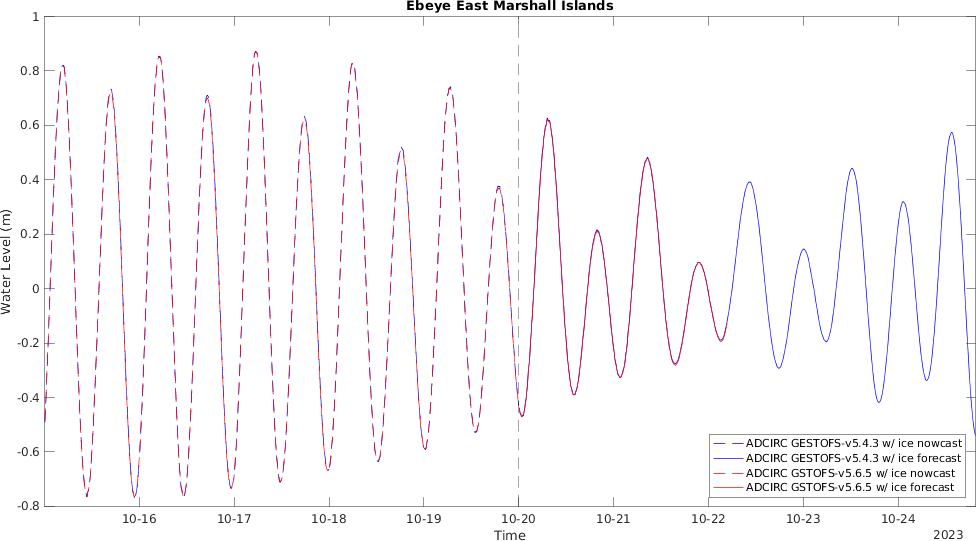 Ebeye East Marshall Islands
1
0.8
0.6
0.4
0.2
0
-0.2
-0.4
-0.6
-0.8
Water Level (m)
10-16 10-17 10-18 10-19 10-20 10-21 10-22 10-23 10-24
Time
2023
ADCIRC GESTOFS-v5.4.3 w/ ice nowcast
ADCIRC GESTOFS-v5.4.3 w/ ice forecast
ADCIRC GSTOFS-v5.6.5 w/ ice nowcast
ADCIRC GSTOFS-v5.6.5 w/ ice forecast